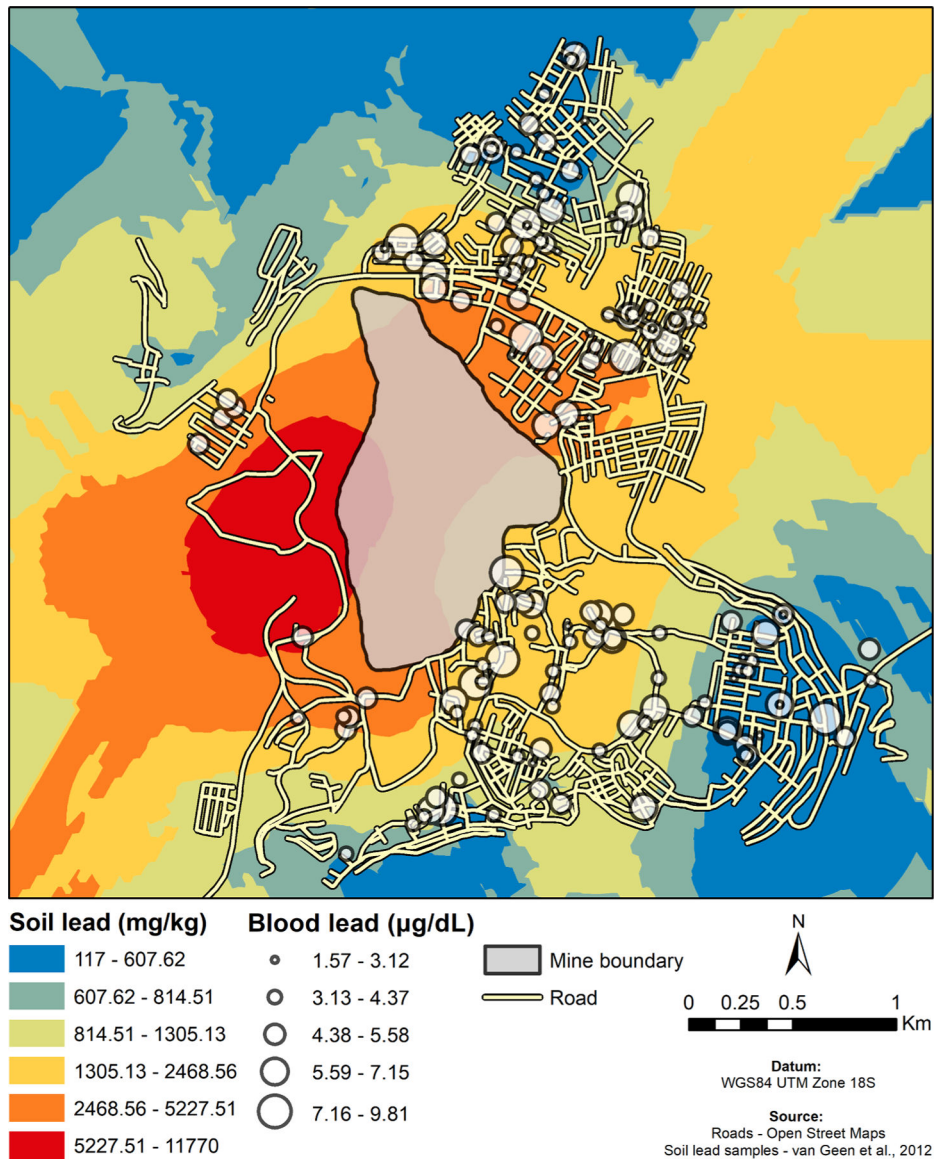 Soil lead (mg/kg)
117 - 607.62
607.62 - 814.51
814.51 - 1305.13
1305.13 - 2468.56
2468.56 - 5227.51
5227.51 - 11770
Blood lead (µg/dL)
1.57 - 3.12
3.13 - 4.37
4.38 - 5.58
5.59 - 7.15
7.16 - 9.81
Mine boundary
Road
N
0 0.25 0.5 1
Km
Datum:
WGS84 UTM Zone 18S
Source:
Roads - Open Street Maps
Soil lead samples - van Geen et al., 2012